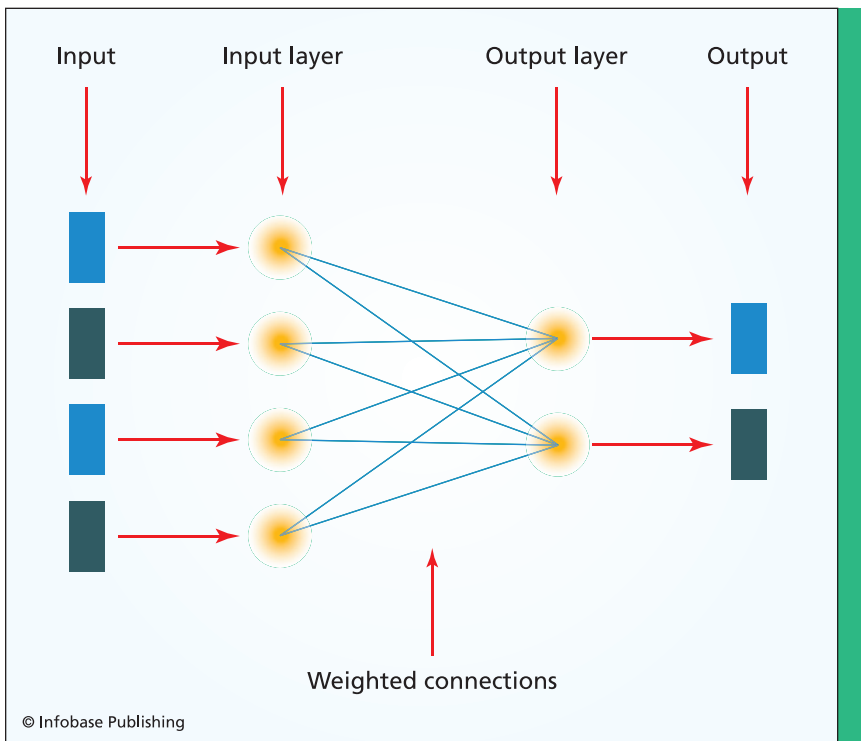 Input
Input layer
Output layer
Output
Weighted connections
© Infobase Publishing